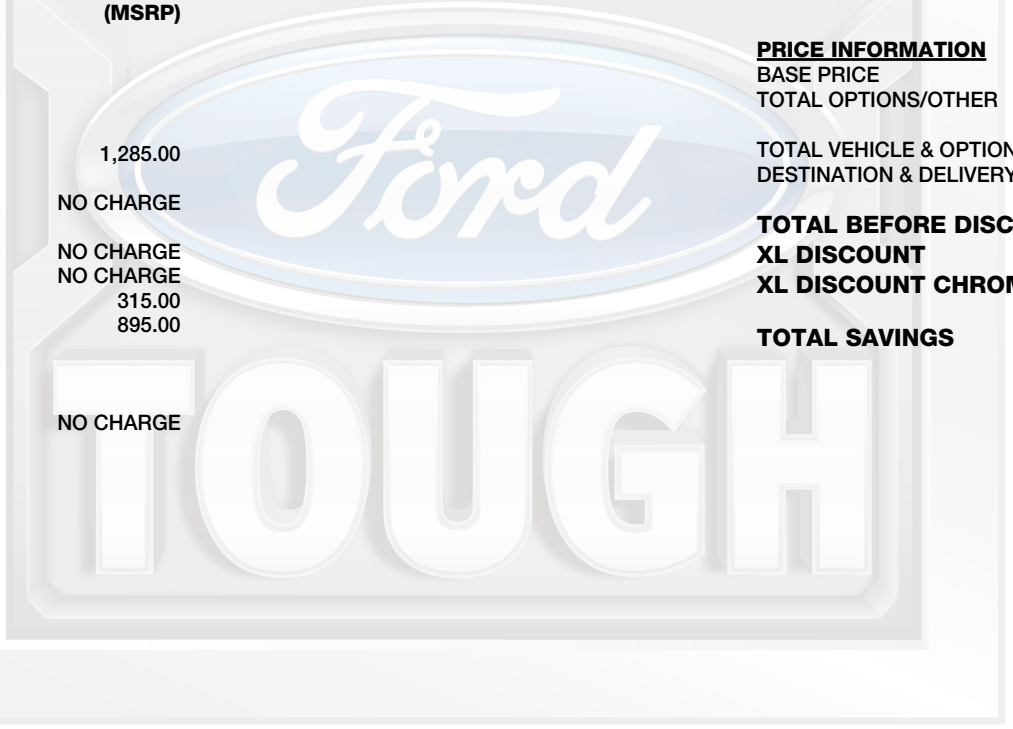 (MSRP)
1,285.00
NO CHARGE
NO CHARGE
NO CHARGE
315.00
895.00
NO CHARGE
PRICE INFORMATION
BASE PRICE
TOTAL OPTIONS/OTHER
TOTAL VEHICLE & OPTION
DESTINATION & DELIVERY
TOTAL BEFORE DISC
XL DISCOUNT
XL DISCOUNT CHROM
TOTAL SAVINGS
Ford
TOUGH